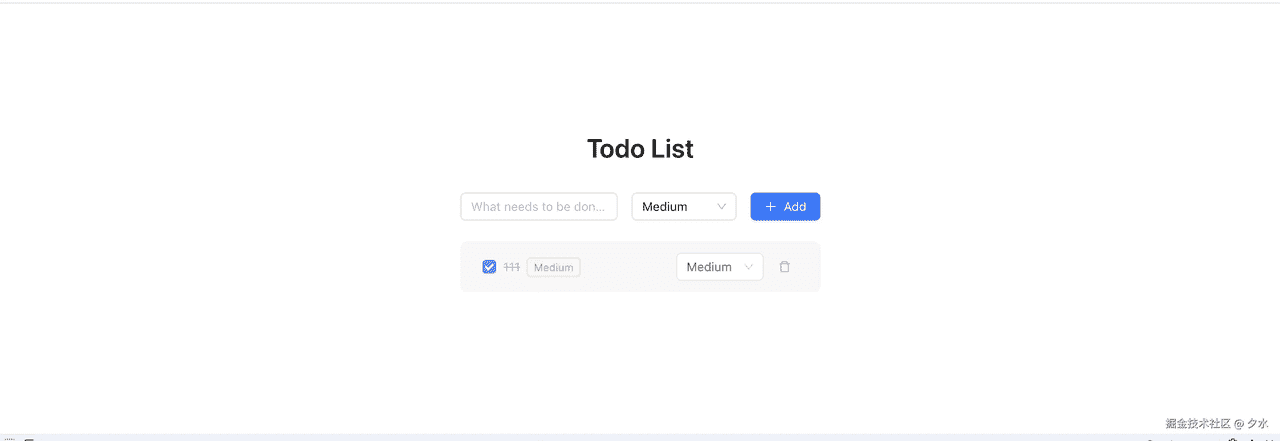 Todo List
What needs to be don... Medium Add
111 Medium Medium
掘金技术社区 @ 夕水